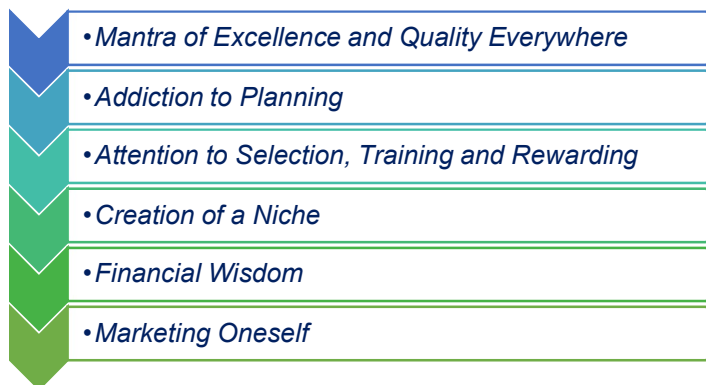 •Mantra of Excellence and Quality Everywhere
•Addiction to Planning
•Attention to Selection, Training and Rewarding
•Creation of a Niche
•Financial Wisdom
•Marketing Oneself